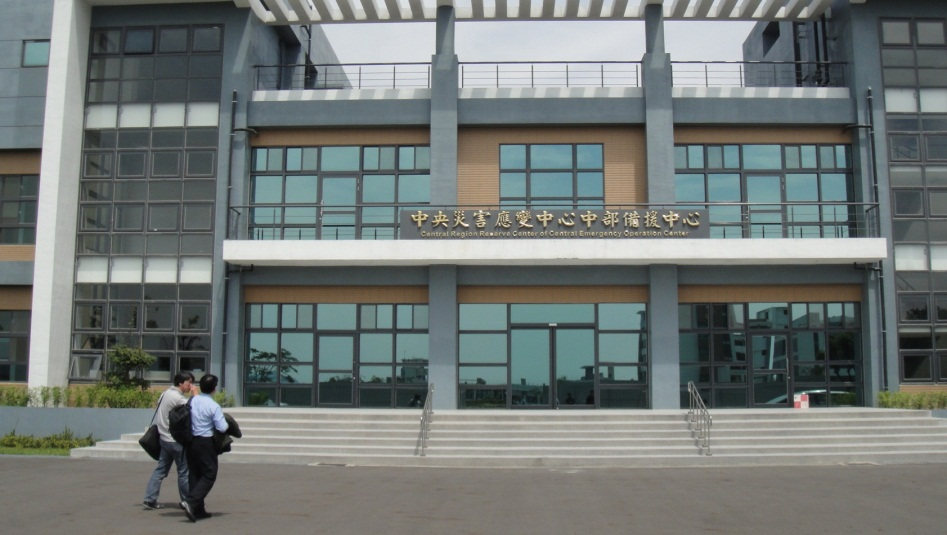 中央災害應變中心中部備援中心
Central Region Reserve Center of Central Emergency Operation Center